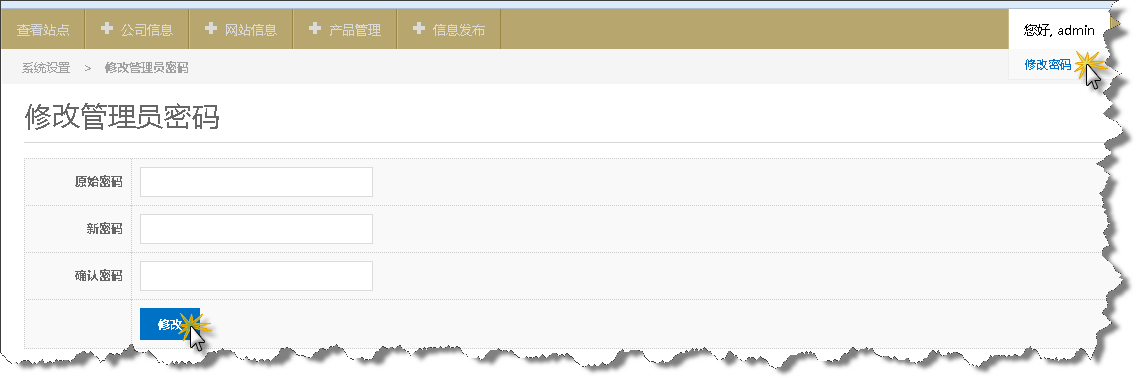 查看站点 公司信息 网站信息 产品管理 信息发布 您好, admin
系统设置 > 修改管理员密码 修改密码
修改管理员密码
原始密码
新密码
确认密码
修改